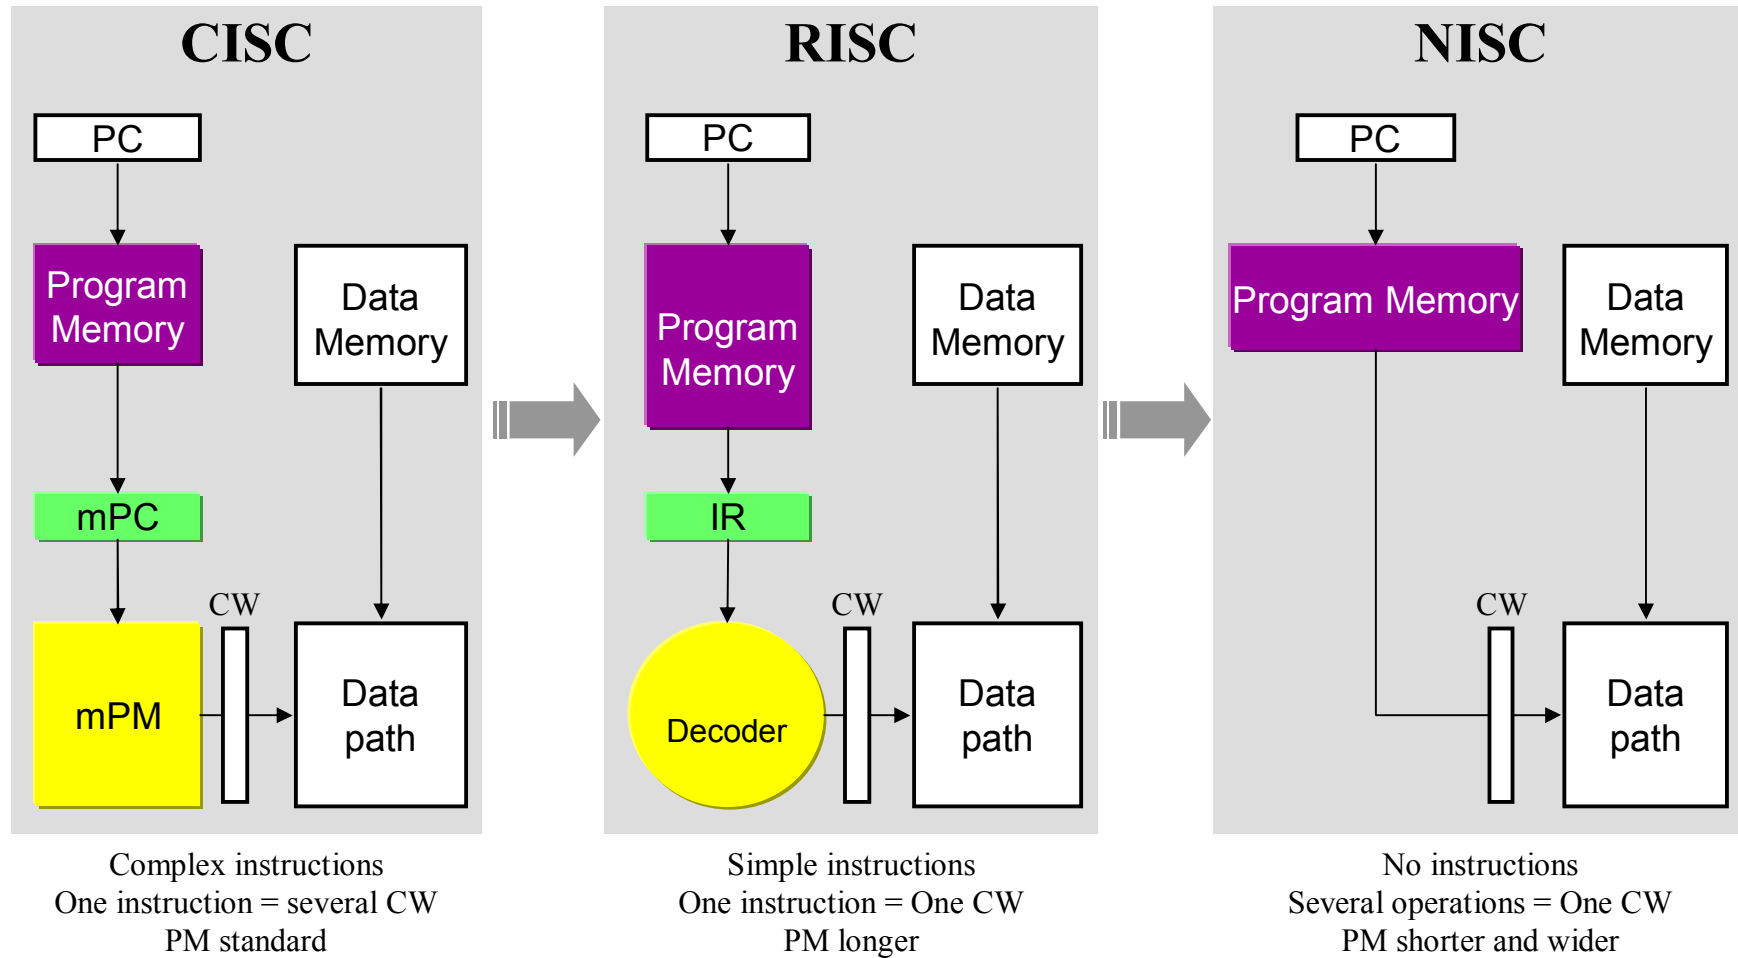 CISC
PC
Program
Memory
Data
Memory
mPC
CW
mPM
Data
path
Complex instructions
One instruction = several CW
PM standard
RISC
PC
Program
Memory
Data
Memory
IR
CW
Decoder
Data
path
Simple instructions
One instruction = One CW
PM longer
NISC
PC
Program Memory
Data
Memory
CW
Data
path
No instructions
Several operations = One CW
PM shorter and wider